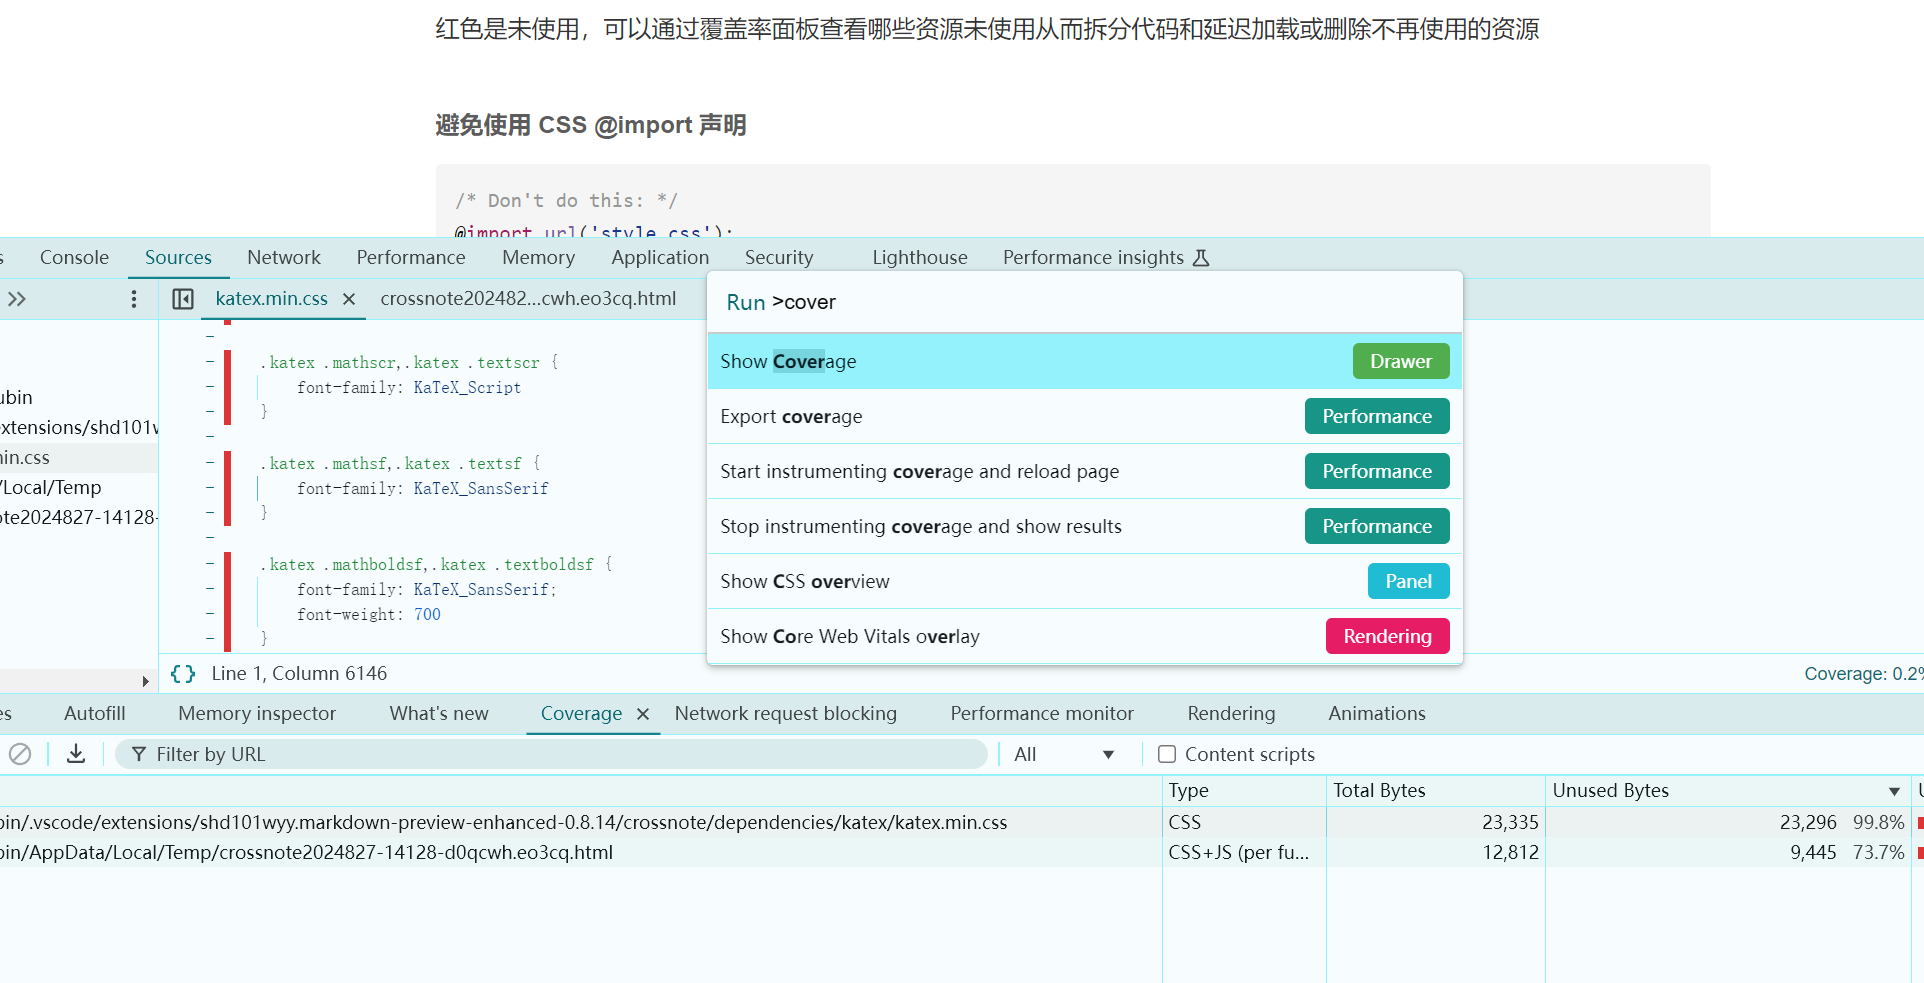 红色是未使用，可以通过覆盖率面板查看哪些资源未使用从而拆分代码和延迟加载或删除不再使用的资源
避免使用 CSS @import 声明
/* Don't do this: */
@import url('style.css');
Console
Sources
Network
Performance
Memory
Application
Security
Lighthouse
Performance insights
katex.min.css
crossnote202482...cwh.eo3cq.html
Run >cover
Show Coverage
Drawer
Export coverage
Performance
Start instrumenting coverage and reload page
Performance
Stop instrumenting coverage and show results
Performance
Show CSS overview
Panel
Show Core Web Vitals overlay
Rendering
ubin
extensions/shd101w
in.css
/Local/Temp
ote2024827-14128-
.katex .mathscr,.katex .textscr {
font-family: KaTeX_Script
}
.katex .mathsf,.katex .textsf {
font-family: KaTeX_SansSerif
}
.katex .mathboldsf,.katex .textboldsf {
font-family: KaTeX_SansSerif;
font-weight: 700
}
{} Line 1, Column 6146
Coverage: 0.2%
es
Autofill
Memory inspector
What's new
Coverage
Network request blocking
Performance monitor
Rendering
Animations
Filter by URL
All
Content scripts
Type
Total Bytes
Unused Bytes
bin/.vscode/extensions/shd101wyy.markdown-preview-enhanced-0.8.14/crossnote/dependencies/katex/katex.min.css
CSS
23,335
23,296 99.8%
bin/AppData/Local/Temp/crossnote2024827-14128-d0qcwh.eo3cq.html
CSS+JS (per fu...
12,812
9,445 73.7%